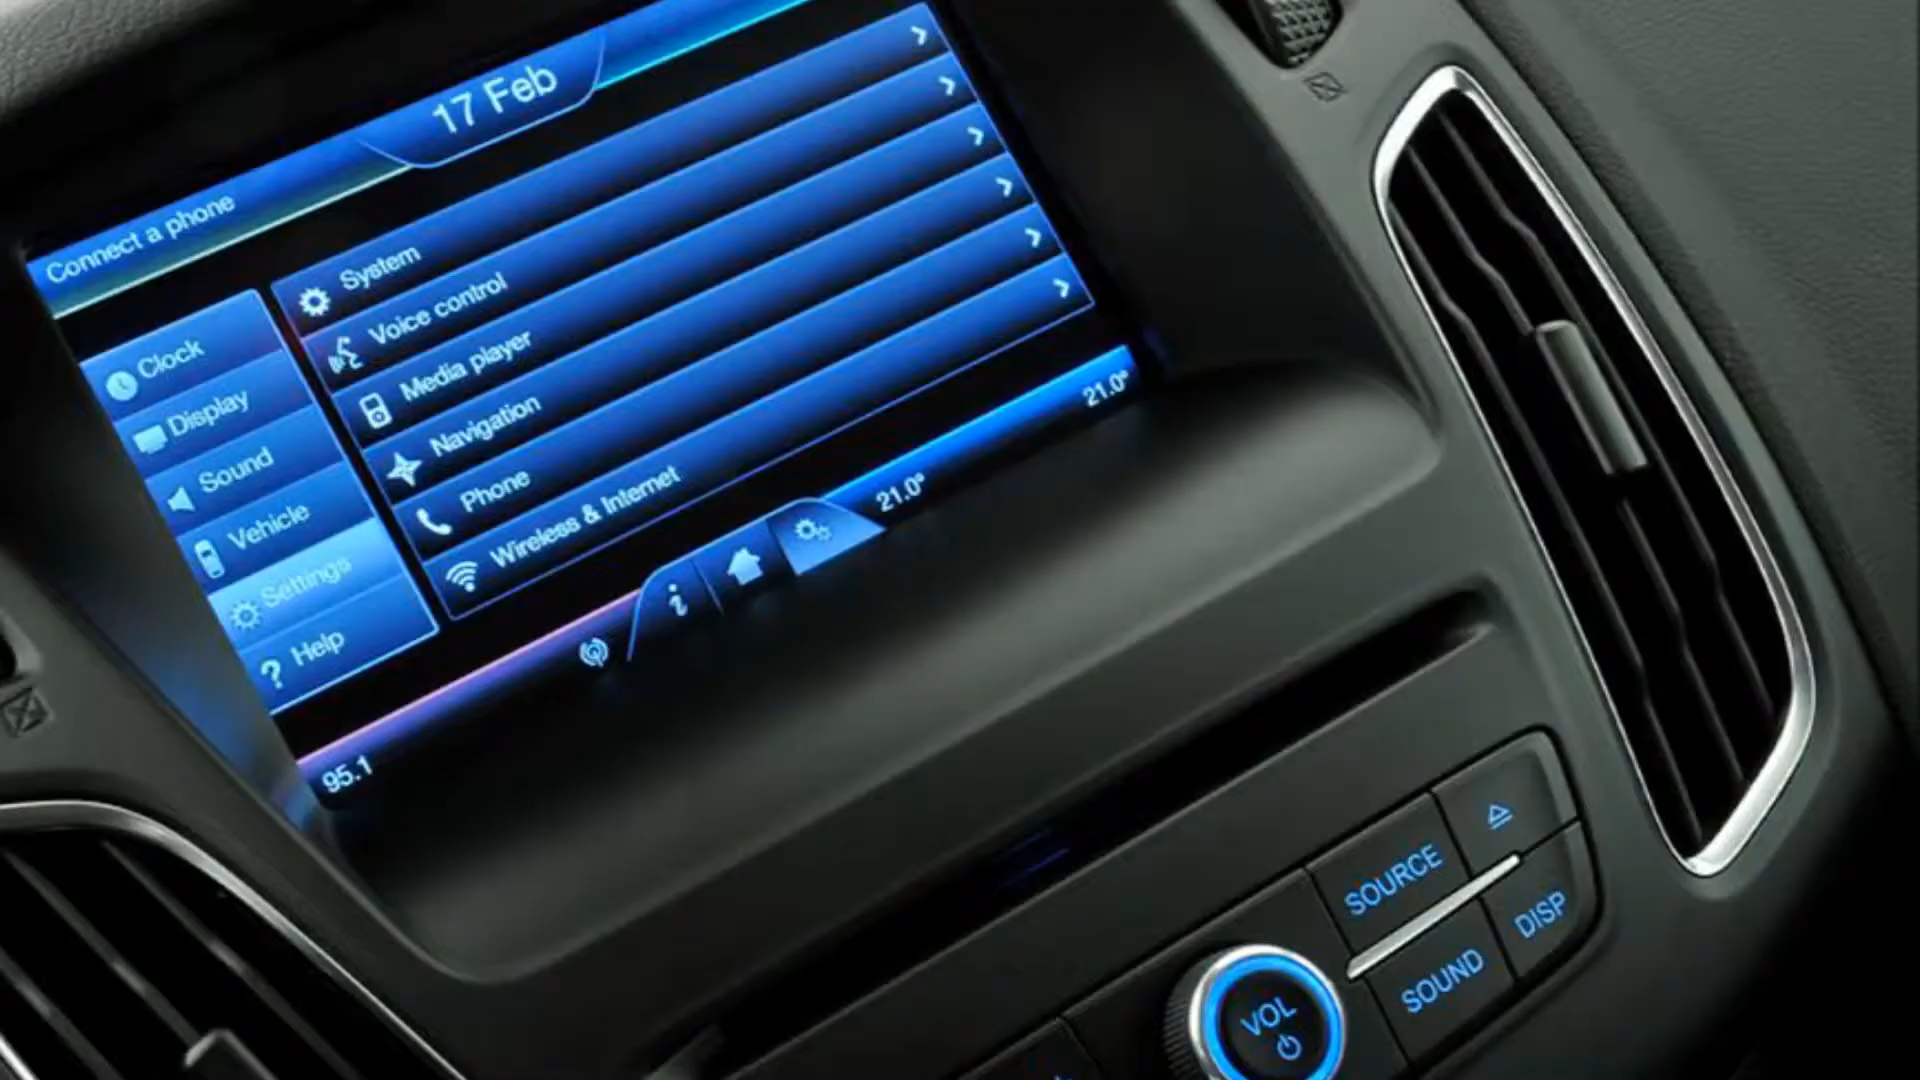 17 Feb
Connect a phone
Clock
Display
Sound
Vehicle
Settings
Help
System
Voice control
Media player
Navigation
Phone
Wireless & Internet
21.0°
21.0°
95.1
SOURCE
DISP
SOUND
VOL